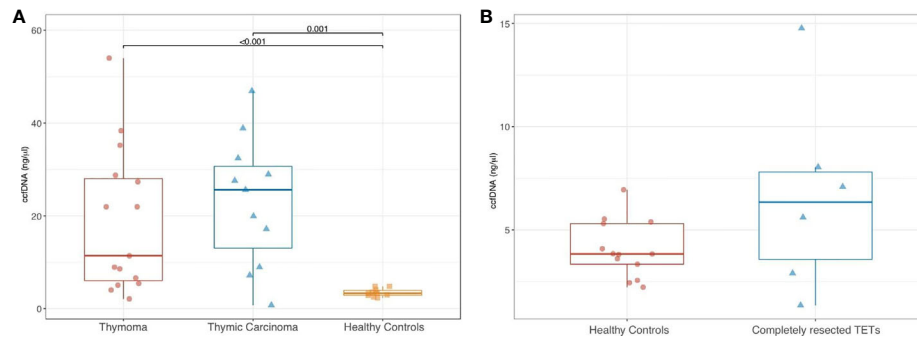 A
60
40
20
0
ccfDNA (ng/µl)
0.001
<0.001
Thymoma
Thymic Carcinoma
Healthy Controls
B
15
10
5
ccfDNA (ng/µl)
Healthy Controls
Completely resected TETs